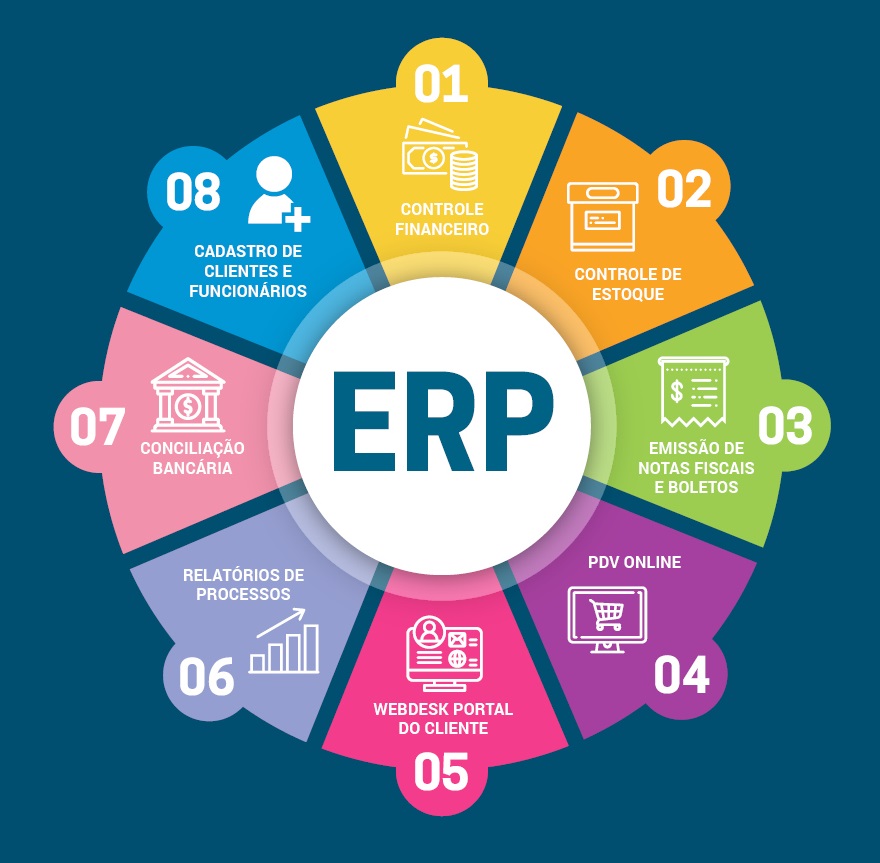 01
CONTROLE
FINANCEIRO
02
CONTROLE DE
ESTOQUE
03
EMISSÃO DE
NOTAS FISCAIS
E BOLETOS
PDV ONLINE
04
WEBDESK PORTAL
DO CLIENTE
05
RELATÓRIOS DE
PROCESSOS
06
07
CONCILIAÇÃO
BANCÁRIA
08
CADASTRO DE
CLIENTES E
FUNCIONÁRIOS
ERP